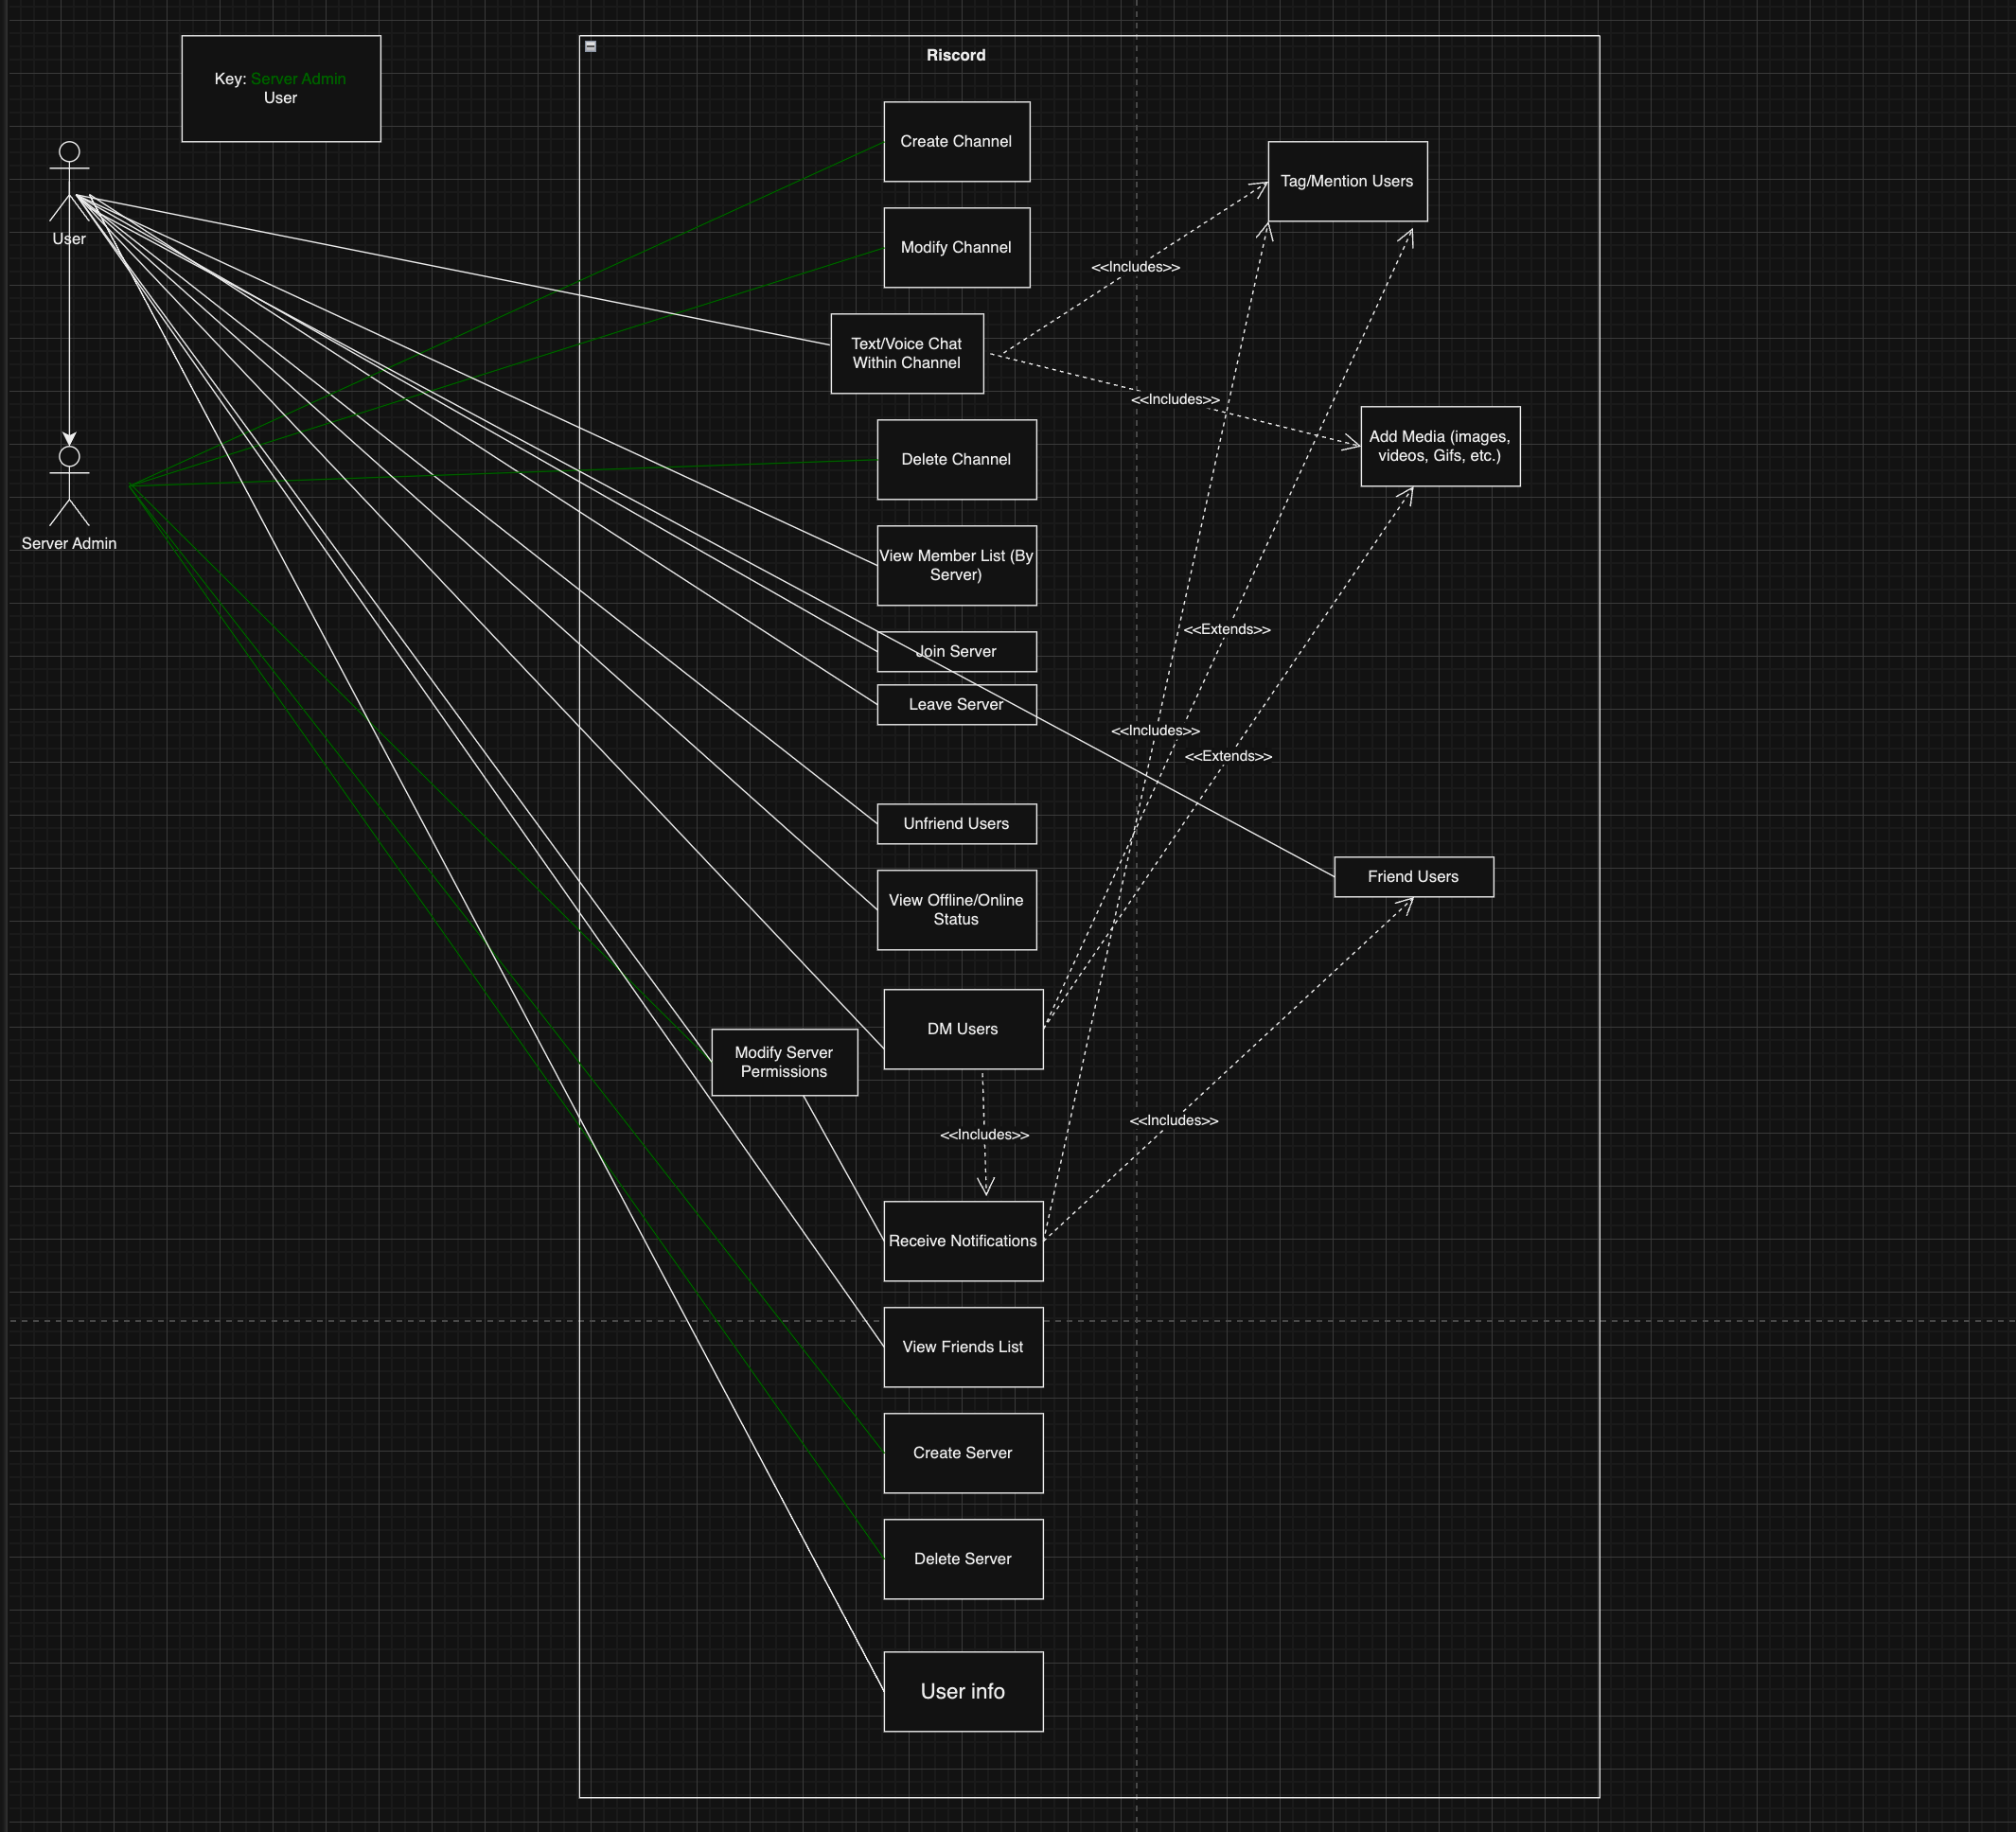 Riscord
Key: Server Admin
User
Create Channel
Tag/Mention Users
User
Modify Channel
<<Includes>>
Text/Voice Chat
Within Channel
<<Includes>>
Add Media (images,
videos, Gifs, etc.)
Delete Channel
Server Admin
View Member List (By
Server)
<<Extends>>
Join Server
Leave Server
<<Includes>>
<<Extends>>
Unfriend Users
Friend Users
View Offline/Online
Status
DM Users
Modify Server
Permissions
<<Includes>>
<<Includes>>
Receive Notifications
View Friends List
Create Server
Delete Server
User info